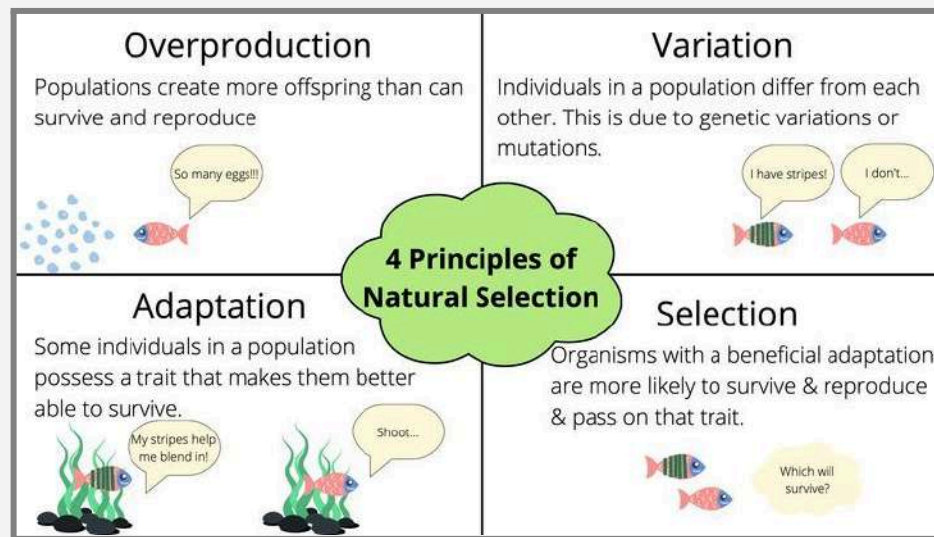 Overproduction
Populations create more offspring than can
survive and reproduce
So many eggs!!!
Variation
Individuals in a population differ from each
other. This is due to genetic variations or
mutations.
I have stripes!
I don't...
4 Principles of
Natural Selection
Adaptation
Some individuals in a population
possess a trait that makes them better
able to survive.
My stripes help
me blend in!
Shoot...
Selection
Organisms with a beneficial adaptation
are more likely to survive & reproduce
& pass on that trait.
Which will
survive?